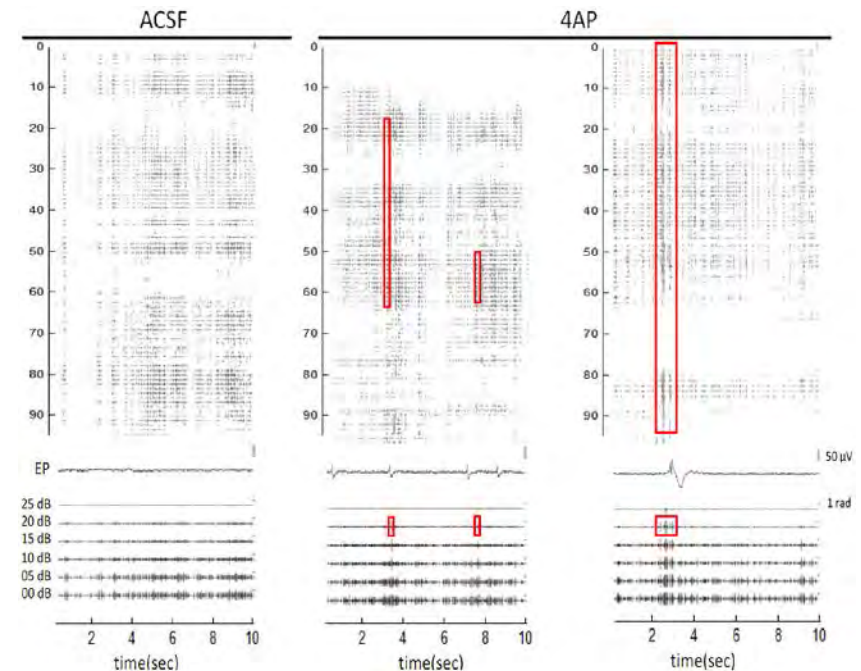 ACSF 4AP
0 0 0
10 10 10
20 20 20
30 30 30
40 40 40
50 50 50
60 60 60
70 70 70
80 80 80
90 90 90
EP 50 μV
25 dB 1 rad
20 dB
15 dB
10 dB
05 dB
00 dB
2 4 6 8 10 2 4 6 8 10 2 4 6 8 10
time(sec) time(sec) time(sec)